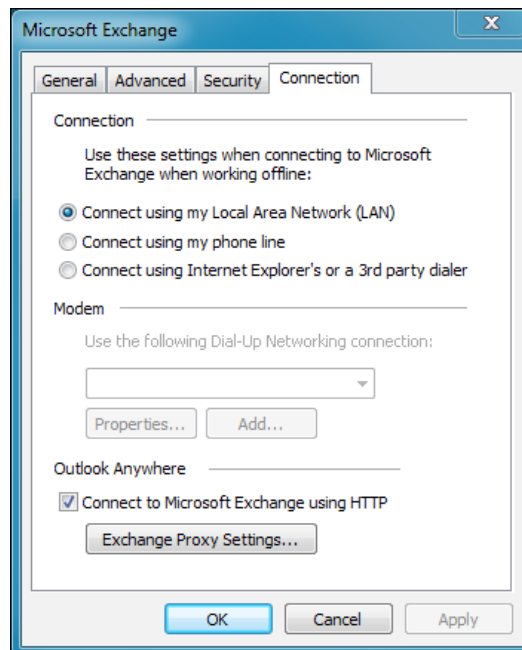 Microsoft Exchange
General Advanced Security Connection
Connection
Use these settings when connecting to Microsoft
Exchange when working offline:
Connect using my Local Area Network (LAN)
Connect using my phone line
Connect using Internet Explorer's or a 3rd party dialer
Modem
Use the following Dial-Up Networking connection:
Properties... Add...
Outlook Anywhere
Connect to Microsoft Exchange using HTTP
Exchange Proxy Settings...
OK Cancel Apply